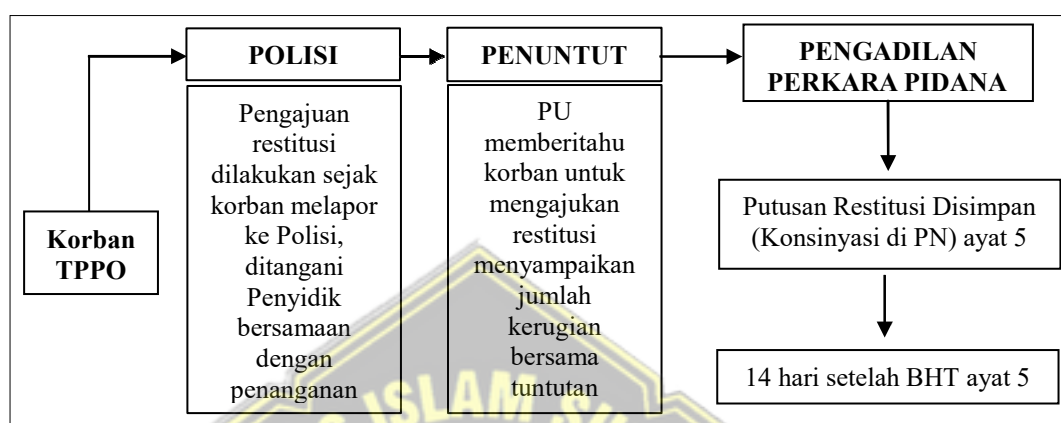 Korban
TPPO
POLISI
Pengajuan
restitusi
dilakukan sejak
korban melapor
ke Polisi,
ditangani
Penyidik
bersamaan
dengan
penanganan
PENUNTUT
PU
memberitahu
korban untuk
mengajukan
restitusi
menyampaikan
jumlah
kerugian
bersama
tuntutan
PENGADILAN
PERKARA PIDANA
Putusan Restitusi Disimpan
(Konsinyasi di PN) ayat 5
14 hari setelah BHT ayat 5
ISLAM